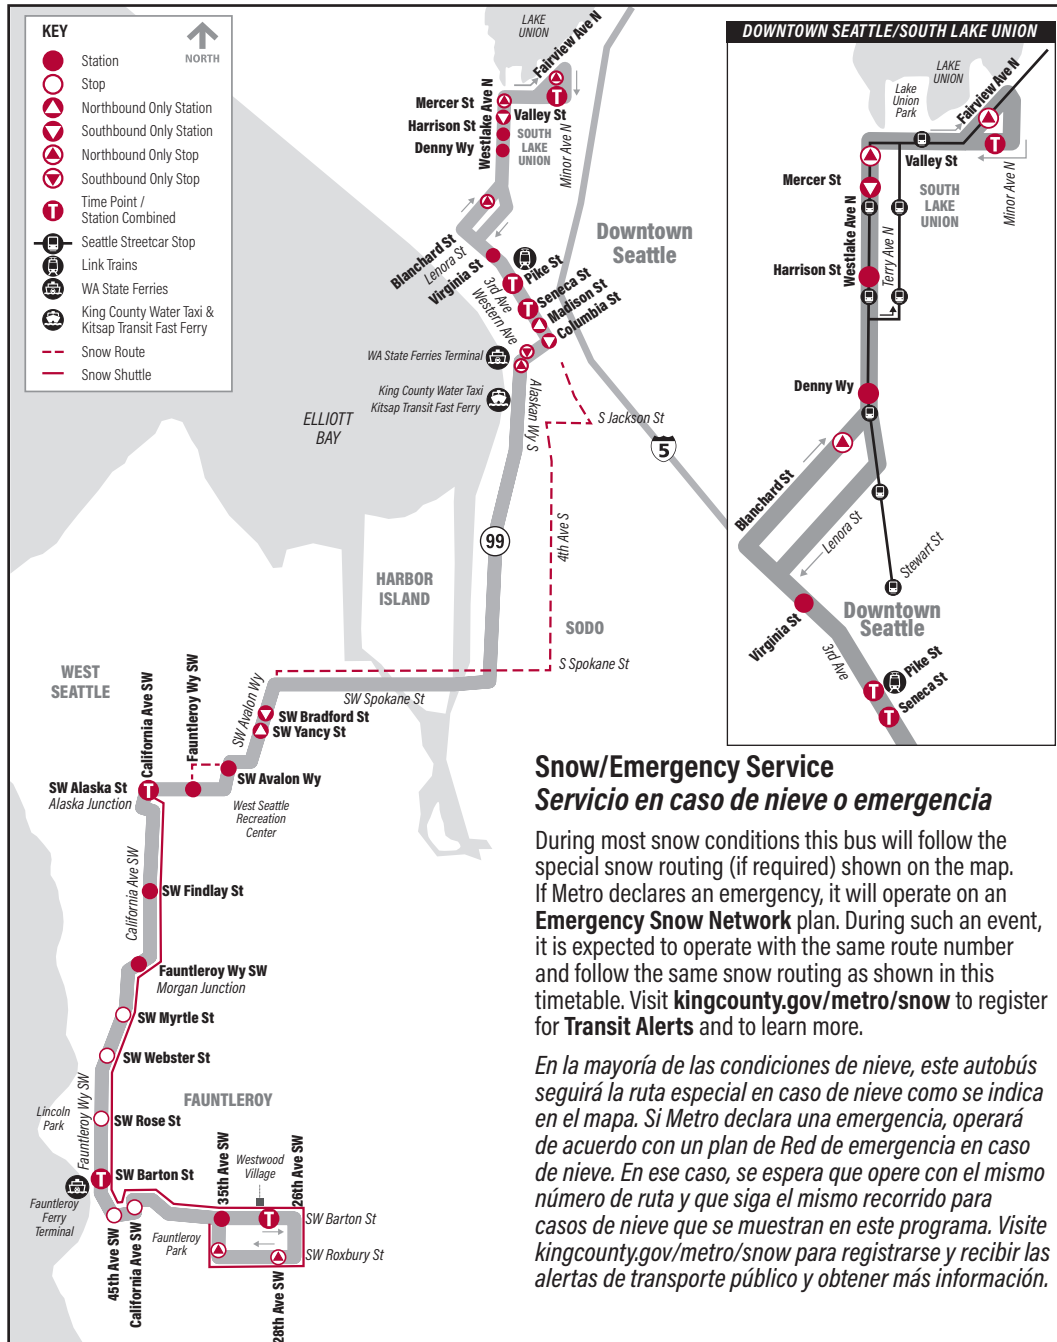 KEY
NORTH
Station
Stop
Northbound Only Station
Southbound Only Station
Northbound Only Stop
Southbound Only Stop
T
Time Point /
Station Combined
Seattle Streetcar Stop
Link Trains
WA State Ferries
King County Water Taxi &
Kitsap Transit Fast Ferry
Snow Route
Snow Shuttle
LAKE
UNION
Fairview Ave N
Westlake Ave N
Mercer St
T
Valley St
Harrison St
SOUTH
LAKE
UNION
Denny Wy
Minor Ave N
Downtown
Seattle
Blanchard St
Lenora St
Virginia St
3rd Ave
Western Ave
T
Pike St
T
Seneca St
Madison St
Columbia St
WA State Ferries Terminal
King County Water Taxi
Kitsap Transit Fast Ferry
Alaskan Wy S
S Jackson St
ELLIOTT
BAY
5
4th Ave S
99
HARBOR
ISLAND
SODO
S Spokane St
SW Spokane St
WEST
SEATTLE
California Ave SW
Fauntleroy Wy SW
SW Avalon Wy
SW Bradford St
SW Yancy St
SW Avalon Wy
SW Alaska St
Alaska Junction
T
West Seattle
Recreation
Center
California Ave SW
SW Findlay St
Fauntleroy Wy SW
Morgan Junction
SW Myrtle St
SW Webster St
Fauntleroy Wy SW
FAUNTLEROY
Lincoln
Park
SW Rose St
SW Barton St
T
Fauntleroy
Ferry
Terminal
45th Ave SW
California Ave SW
Fauntleroy
Park
35th Ave SW
Westwood
Village
26th Ave SW
T
SW Barton St
SW Roxbury St
28th Ave SW
DOWNTOWN SEATTLE/SOUTH LAKE UNION
LAKE
UNION
Lake
Union
Park
Fairview Ave N
T
Valley St
Mercer St
SOUTH
LAKE
UNION
Minor Ave N
Westlake Ave N
Terry Ave N
Harrison St
Denny Wy
Blanchard St
Lenora St
Stewart St
Downtown
Seattle
Virginia St
3rd Ave
T
Pike St
T
Seneca St
Snow/Emergency Service
Servicio en caso de nieve o emergencia
During most snow conditions this bus will follow the
special snow routing (if required) shown on the map.
If Metro declares an emergency, it will operate on an
Emergency Snow Network plan. During such an event,
it is expected to operate with the same route number
and follow the same snow routing as shown in this
timetable. Visit kingcounty.gov/metro/snow to register
for Transit Alerts and to learn more.
En la mayoría de las condiciones de nieve, este autobús
seguirá la ruta especial en caso de nieve como se indica
en el mapa. Si Metro declara una emergencia, operará
de acuerdo con un plan de Red de emergencia en caso
de nieve. En ese caso, se espera que opere con el mismo
número de ruta y que siga el mismo recorrido para
casos de nieve que se muestran en este programa. Visite
kingcounty.gov/metro/snow para registrarse y recibir las
alertas de transporte público y obtener más información.